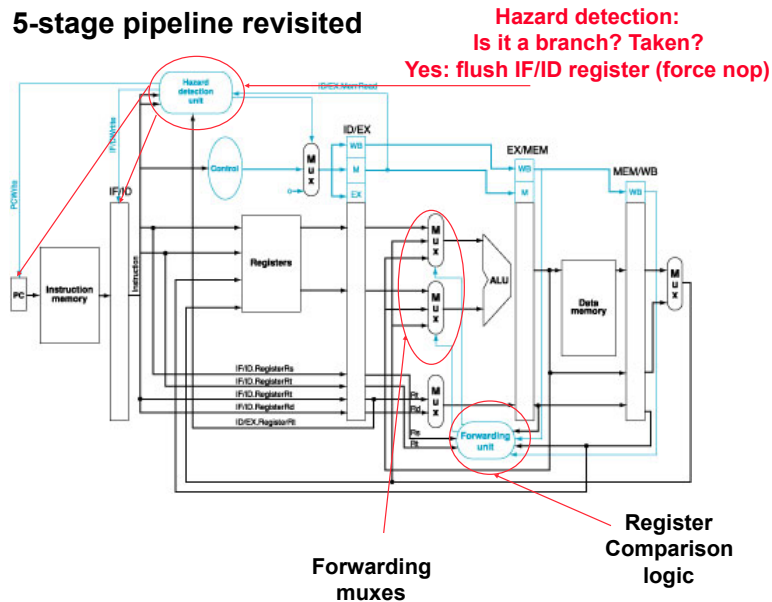 5-stage pipeline revisited
Hazard detection:
Is it a branch? Taken?
Yes: flush IF/ID register (force nop)
Hazard
detection
unit
ID/EX.MemRead
ID/EX
EX/MEM
MEM/WB
IF/ID
IF/IDWrite
PCWrite
Control
M
u
x
0
WB
M
EX
WB
M
WB
PC
Instruction
memory
Instruction
Registers
M
u
x
M
u
x
ALU
Data
memory
M
u
x
IF/ID.RegisterRs
IF/ID.RegisterRt
IF/ID.RegisterRt
IF/ID.RegisterRd
ID/EX.RegisterRt
Rt
Rd
M
u
x
Rs
Rt
Forwarding
unit
Forwarding
muxes
Register
Comparison
logic